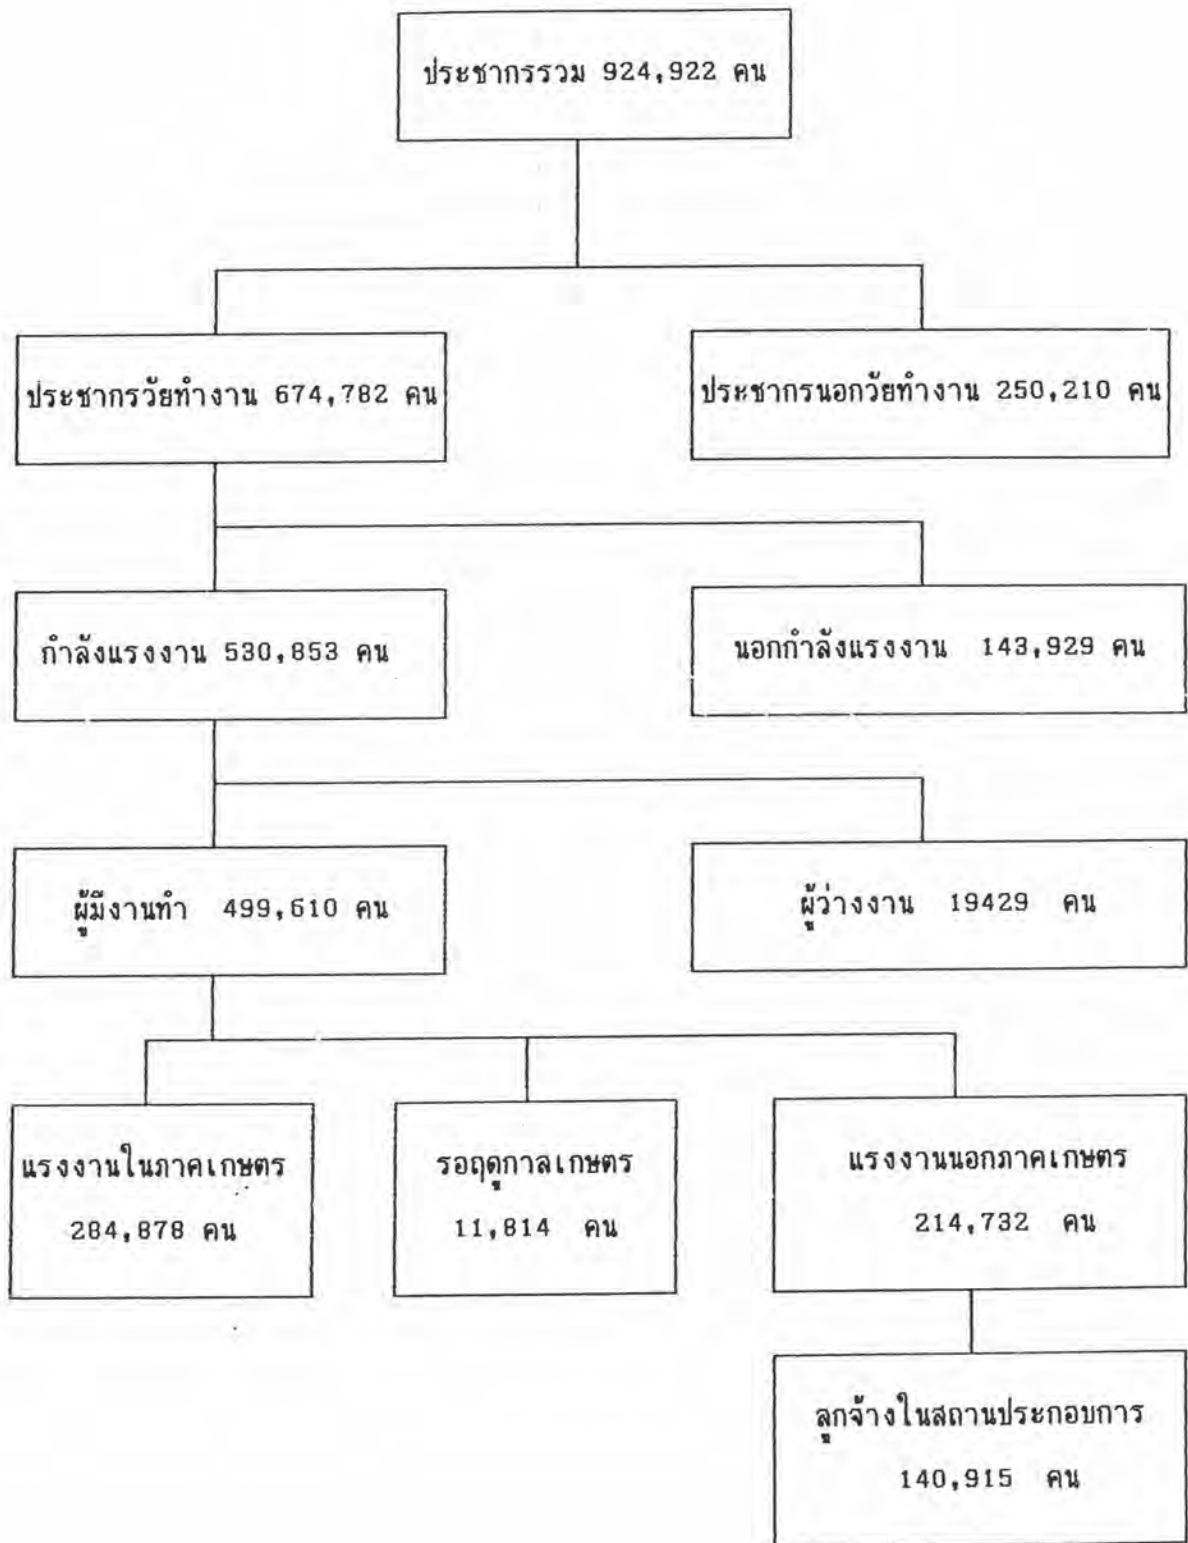 ประชากรรวม 924,922 คน
ประชากรวัยทำงาน 674,782 คน
ประชากรนอกวัยทำงาน 250,210 คน
กำลังแรงงาน 530,853 คน
นอกกำลังแรงงาน 143,929 คน
ผู้มีงานทำ 499,610 คน
ผู้ว่างงาน 19429 คน
แรงงานในภาคเกษตร
284,878 คน
รอฤดูกาลเกษตร
11,814 คน
แรงงานนอกภาคเกษตร
214,732 คน
ลูกจ้างในสถานประกอบการ
140,915 คน